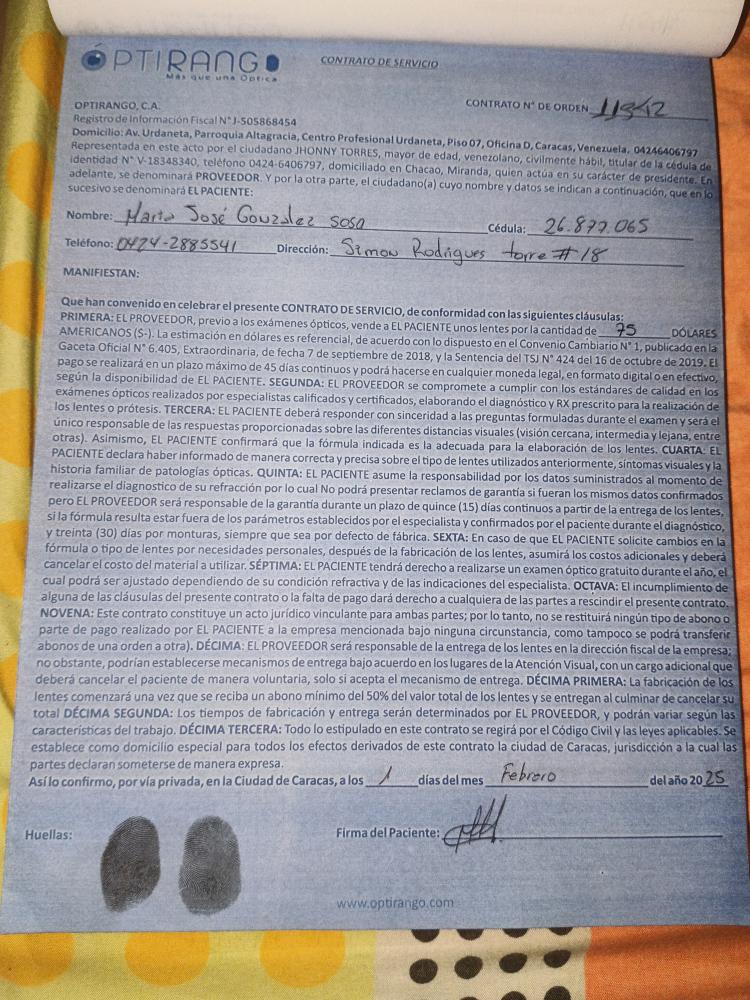 ÓPTIRANGO
Más que una Óptica
CONTRATO DE SERVICIO
OPTIRANGO, C.A.
CONTRATO N° DE ORDEN 11942
Registro de Información Fiscal N°J-505868454
Domicilio: Av. Urdaneta, Parroquia Altagracia, Centro Profesional Urdaneta, Piso 07, Oficina D, Caracas, Venezuela. 04246406797
Representada en este acto por el ciudadano JHONNY TORRES, mayor de edad, venezolano, civilmente hábil, titular de la cédula de
identidad N° V-18348340, teléfono 0424-6406797, domiciliado en Chacao, Miranda, quien actúa en su carácter de presidente. En
adelante, se denominará PROVEEDOR. Y por la otra parte, el ciudadano(a) cuyo nombre y datos se indican a continuación, que en lo
sucesivo se denominará EL PACIENTE:
Nombre: Maria José González sosa Cédula: 26.877.065
Teléfono: 0424-2885541 Dirección: Simon Rodrigues torre # 18
MANIFIESTAN:
Que han convenido en celebrar el presente CONTRATO DE SERVICIO, de conformidad con las siguientes cláusulas:
PRIMERA: EL PROVEEDOR, previo a los exámenes ópticos, vende a EL PACIENTE unos lentes por la cantidad de 75 DÓLARES
AMERICANOS ($-). La estimación en dólares es referencial, de acuerdo con lo dispuesto en el Convenio Cambiario N° 1, publicado en la
Gaceta Oficial N° 6.405, Extraordinaria, de fecha 7 de septiembre de 2018, y la Sentencia del TSJ N° 424 del 16 de octubre de 2019. El
pago se realizará en un plazo máximo de 45 días continuos y podrá hacerse en cualquier moneda legal, en formato digital o en efectivo,
según la disponibilidad de EL PACIENTE. SEGUNDA: EL PROVEEDOR se compromete a cumplir con los estándares de calidad en los
exámenes ópticos realizados por especialistas calificados y certificados, elaborando el diagnóstico y RX prescrito para la realización de
los lentes o prótesis. TERCERA: EL PACIENTE deberá responder con sinceridad a las preguntas formuladas durante el examen y será el
único responsable de las respuestas proporcionadas sobre las diferentes distancias visuales (visión cercana, intermedia y lejana, entre
otras). Asimismo, EL PACIENTE confirmará que la fórmula indicada es la adecuada para la elaboración de los lentes. CUARTA: EL
PACIENTE declara haber informado de manera correcta y precisa sobre el tipo de lentes utilizados anteriormente, síntomas visuales y la
historia familiar de patologías ópticas. QUINTA: EL PACIENTE asume la responsabilidad por los datos suministrados al momento de
realizarse el diagnostico de su refracción por lo cual No podrá presentar reclamos de garantía si fueran los mismos datos confirmados
pero EL PROVEEDOR será responsable de la garantía durante un plazo de quince (15) días continuos a partir de la entrega de los lentes,
si la fórmula resulta estar fuera de los parámetros establecidos por el especialista y confirmados por el paciente durante el diagnóstico,
y treinta (30) días por monturas, siempre que sea por defecto de fábrica. SEXTA: En caso de que EL PACIENTE solicite cambios en la
fórmula o tipo de lentes por necesidades personales, después de la fabricación de los lentes, asumirá los costos adicionales y deberá
cancelar el costo del material a utilizar. SÉPTIMA: EL PACIENTE tendrá derecho a realizarse un examen óptico gratuito durante el año, el
cual podrá ser ajustado dependiendo de su condición refractiva y de las indicaciones del especialista. OCTAVA: El incumplimiento de
alguna de las cláusulas del presente contrato o la falta de pago dará derecho a cualquiera de las partes a rescindir el presente contrato.
NOVENA: Este contrato constituye un acto jurídico vinculante para ambas partes; por lo tanto, no se restituirá ningún tipo de abono o
parte de pago realizado por EL PACIENTE a la empresa mencionada bajo ninguna circunstancia, como tampoco se podrá transferir
abonos de una orden a otra). DÉCIMA: EL PROVEEDOR será responsable de la entrega de los lentes en la dirección fiscal de la empresa;
no obstante, podrían establecerse mecanismos de entrega bajo acuerdo en los lugares de la Atención Visual, con un cargo adicional que
deberá cancelar el paciente de manera voluntaria, solo si acepta el mecanismo de entrega. DÉCIMA PRIMERA: La fabricación de los
lentes comenzará una vez que se reciba un abono mínimo del 50% del valor total de los lentes y se entregan al culminar de cancelar su
total DÉCIMA SEGUNDA: Los tiempos de fabricación y entrega serán determinados por EL PROVEEDOR, y podrán variar según las
características del trabajo. DÉCIMA TERCERA: Todo lo estipulado en este contrato se regirá por el Código Civil y las leyes aplicables. Se
establece como domicilio especial para todos los efectos derivados de este contrato la ciudad de Caracas, jurisdicción a la cual las
partes declaran someterse de manera expresa.
Así lo confirmo, por vía privada, en la Ciudad de Caracas, a los 1 días del mes Febrero del año 2025
Huellas:
Firma del Paciente:
www.optirango.com